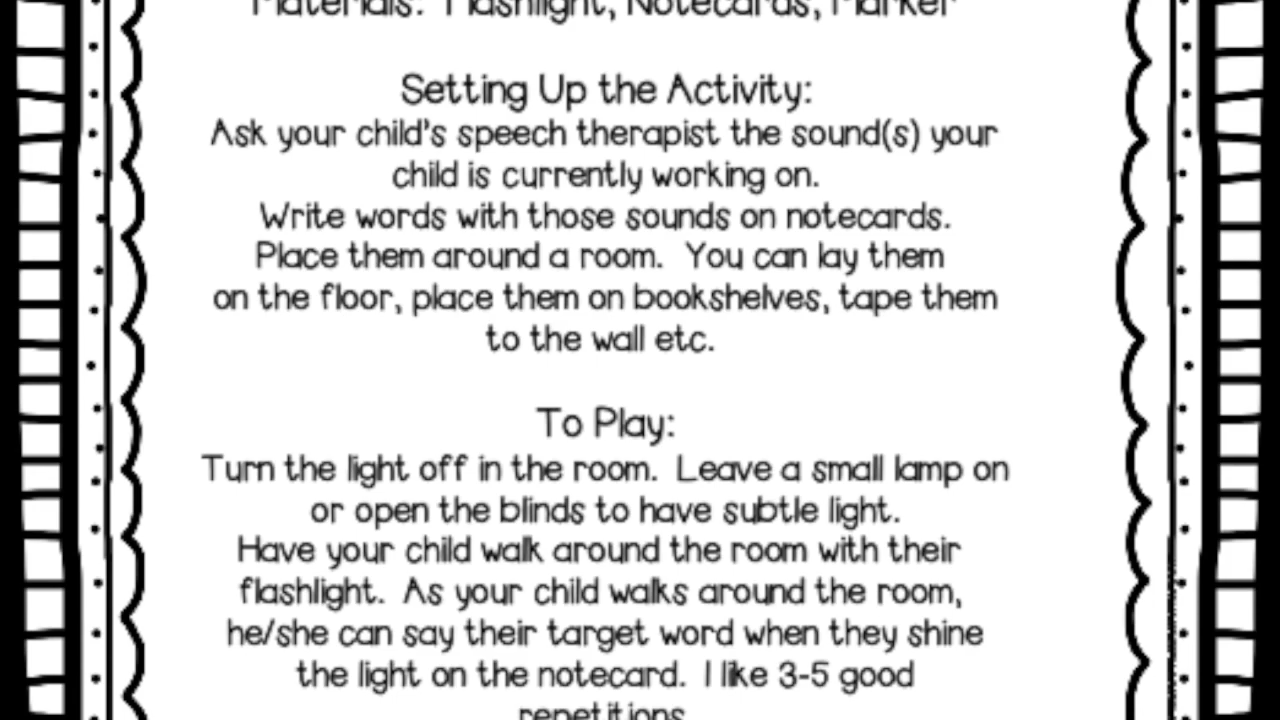 Materials: Flashlight, Notecards, Marker
Setting Up the Activity:
Ask your child's speech therapist the sound(s) your
child is currently working on.
Write words with those sounds on notecards.
Place them around a room. You can lay them
on the floor, place them on bookshelves, tape them
to the wall etc.
To Play:
Turn the light off in the room. Leave a small lamp on
or open the blinds to have subtle light.
Have your child walk around the room with their
flashlight. As your child walks around the room,
he/she can say their target word when they shine
the light on the notecard. I like 3-5 good
repetitions